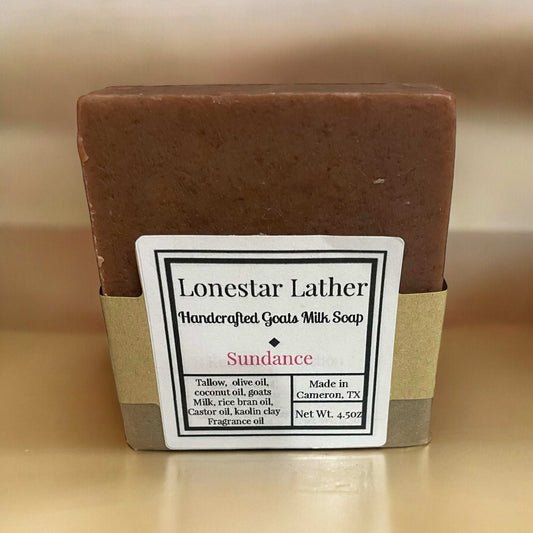 Lonestar Lather
Handcrafted Goats Milk Soap
Sundance
Tallow, olive oil,
coconut oil, goats
Milk, rice bran oil,
Castor oil, kaolin clay
Fragrance oil
Made in
Cameron, TX
Net Wt. 4.5oz